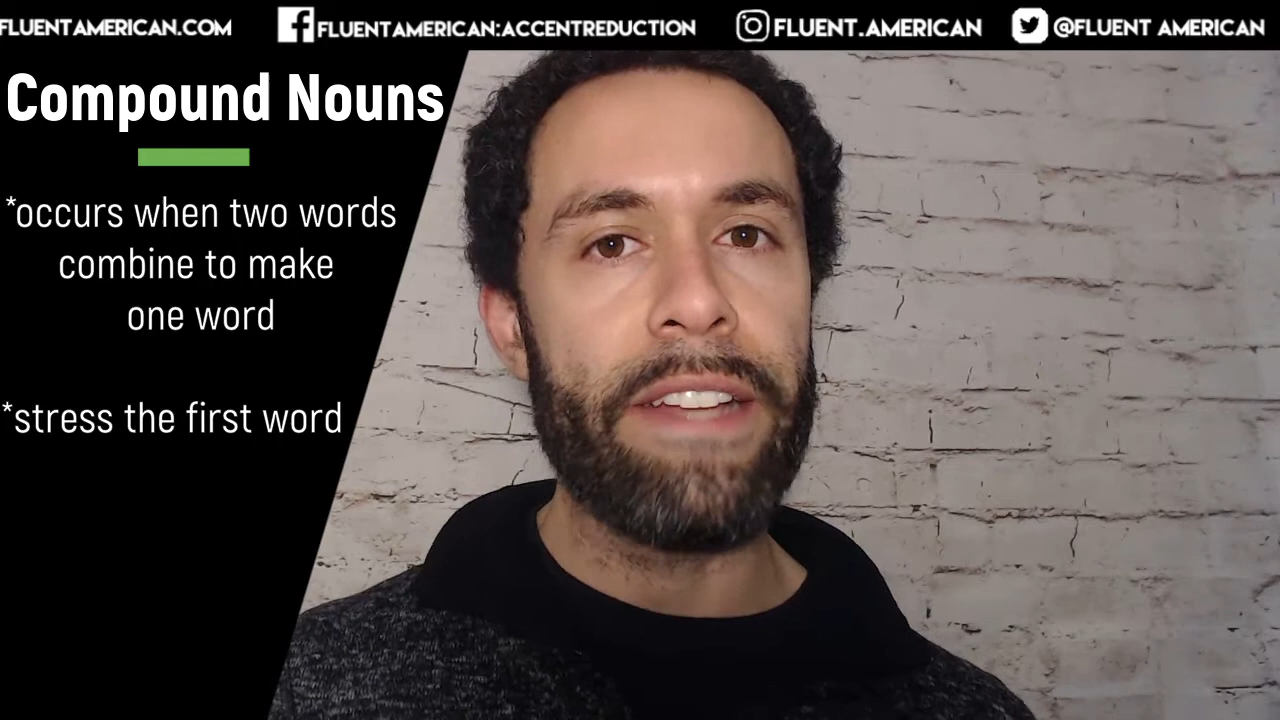 FLUENTAMERICAN.COM
FLUENTAMERICAN:ACCENTREDUCTION
FLUENT.AMERICAN
@FLUENT AMERICAN
Compound Nouns
*occurs when two words
combine to make
one word
*stress the first word